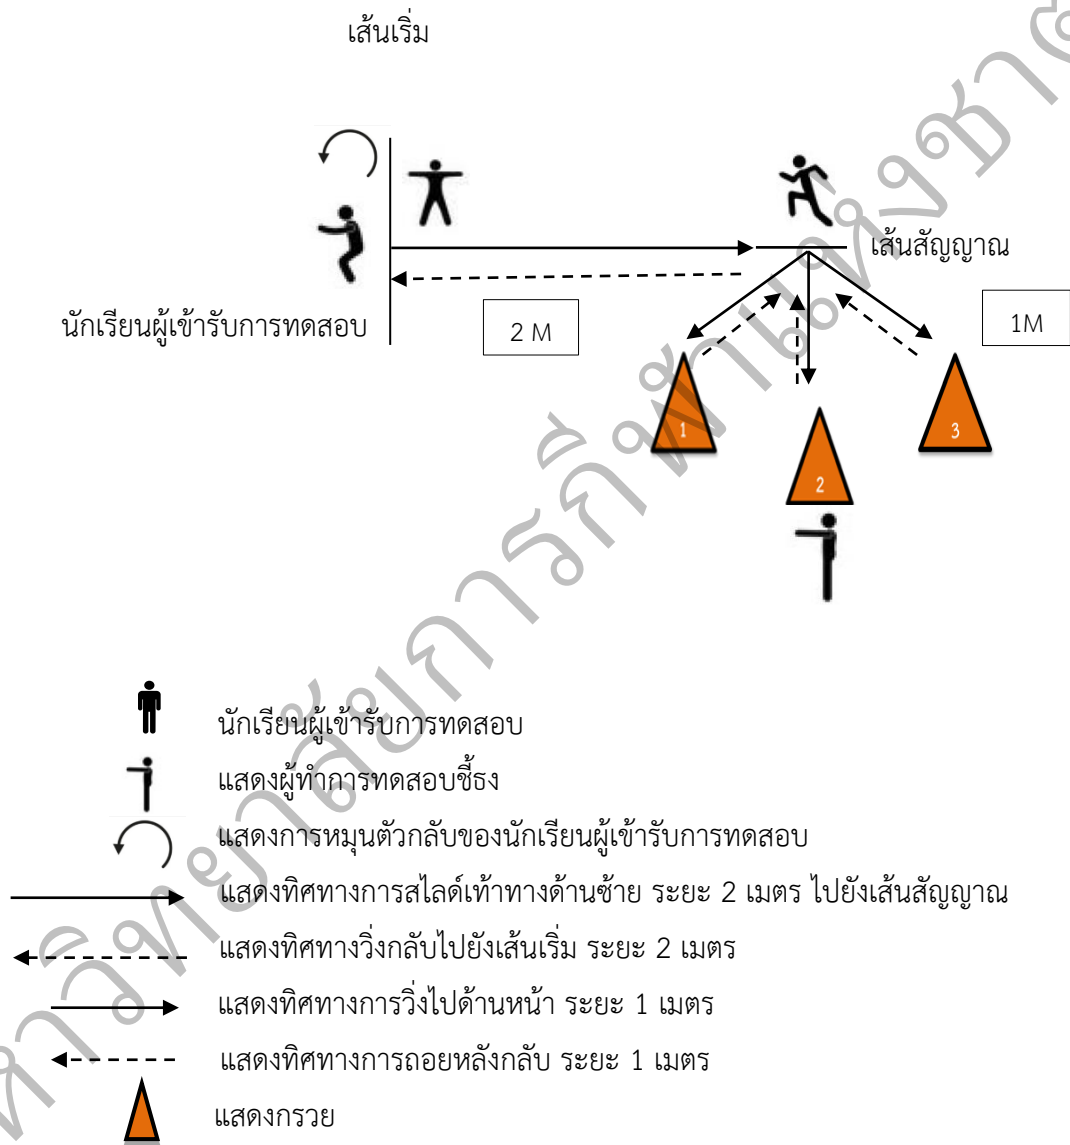 เส้นเริ่ม
เส้นสัญญาณ
นักเรียนผู้เข้ารับการทดสอบ
2 M
1M
1
2
3
นักเรียนผู้เข้ารับการทดสอบ
แสดงผู้ทำการทดสอบชี้ธง
แสดงการหมุนตัวกลับของนักเรียนผู้เข้ารับการทดสอบ
แสดงทิศทางการสไลด์เท้าทางด้านซ้าย ระยะ 2 เมตร ไปยังเส้นสัญญาณ
แสดงทิศทางวิ่งกลับไปยังเส้นเริ่ม ระยะ 2 เมตร
แสดงทิศทางการวิ่งไปด้านหน้า ระยะ 1 เมตร
แสดงทิศทางการถอยหลังกลับ ระยะ 1 เมตร
แสดงกรวย